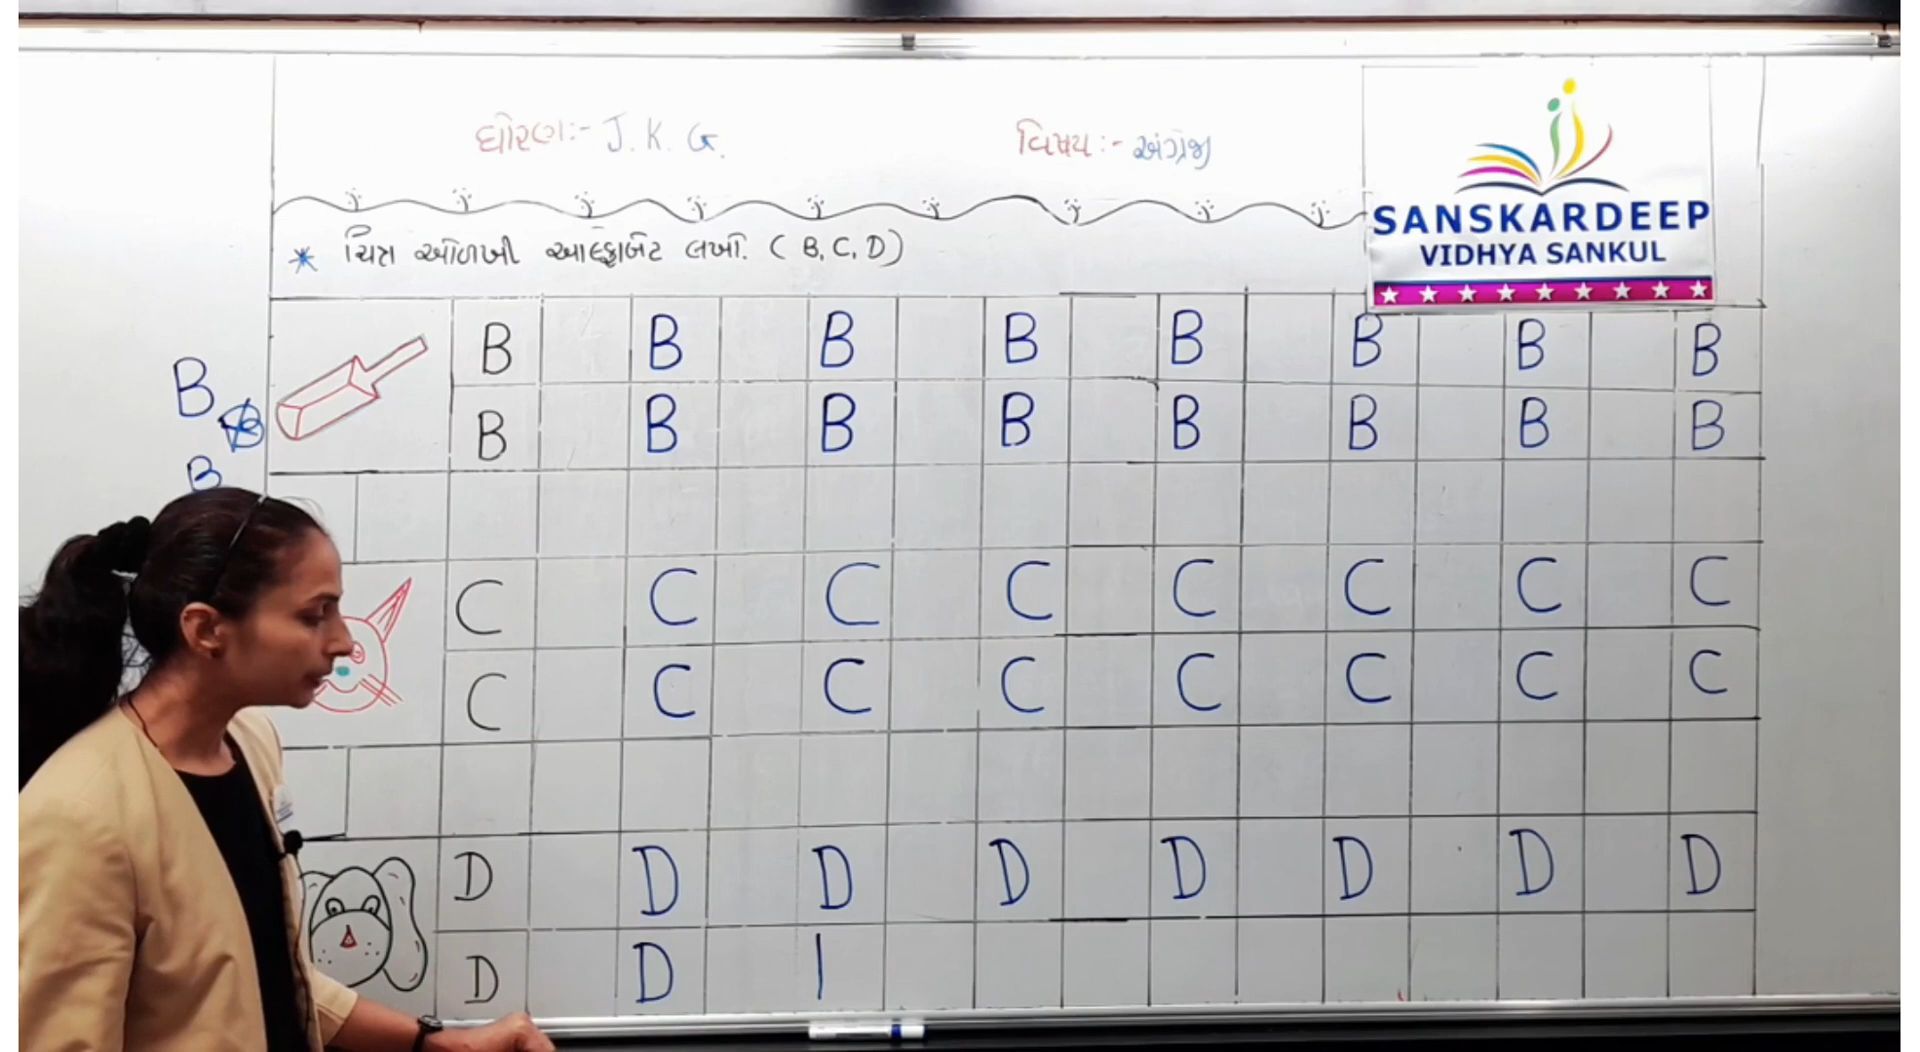 ધોરણ:- J. K. G.
વિષય:- અંગ્રેજી
SANSKARDEEP
VIDHYA SANKUL
* ચિત્ર ઓળખી આલ્ફાબેટ લખો. ( B, C, D )
B B B B B B B B
B
B B B B B B B B
B
C C C C C C C C
C C C C C C C C
D D D D D D D D
D D I